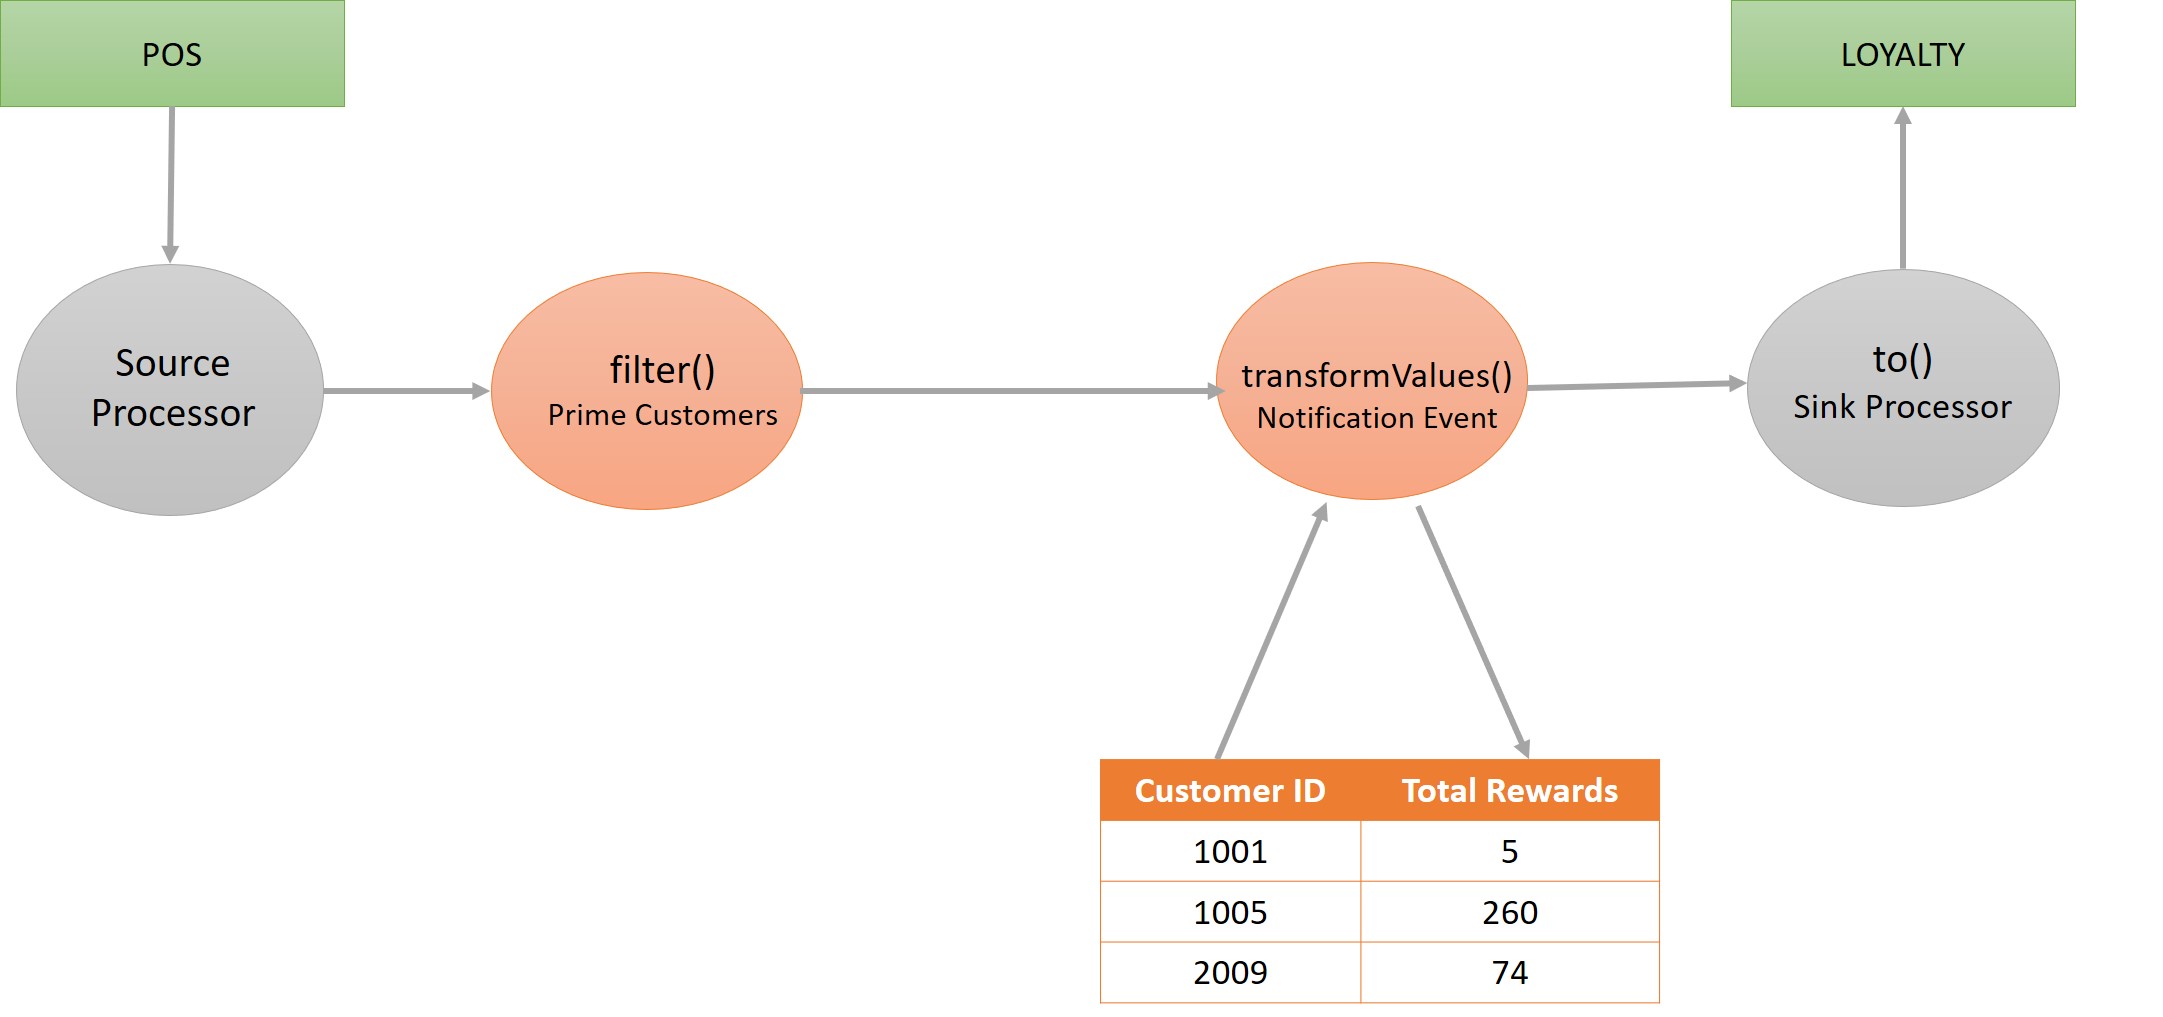 POS
LOYALTY
Source
Processor
filter()
Prime Customers
transformValues()
Notification Event
to()
Sink Processor
Customer ID Total Rewards
1001 5
1005 260
2009 74